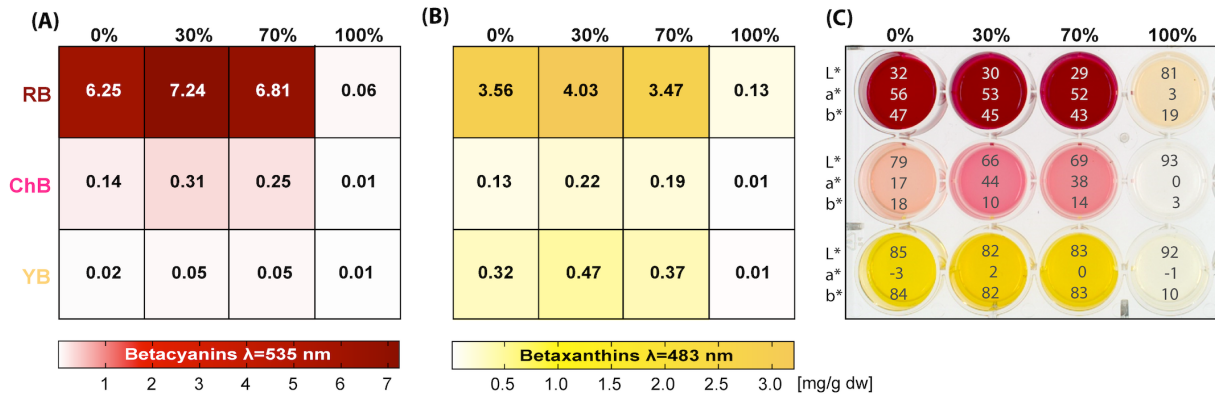 (A)
0% 30% 70% 100%
RB 6.25 7.24 6.81 0.06
ChB 0.14 0.31 0.25 0.01
YB 0.02 0.05 0.05 0.01
Betacyanins λ=535 nm
1 2 3 4 5 6 7
(B)
0% 30% 70% 100%
3.56 4.03 3.47 0.13
0.13 0.22 0.19 0.01
0.32 0.47 0.37 0.01
Betaxanthins λ=483 nm
0.5 1.0 1.5 2.0 2.5 3.0 [mg/g dw]
(C)
0% 30% 70% 100%
L* 32 30 29 81
a* 56 53 52 3
b* 47 45 43 19
L* 79 66 69 93
a* 17 44 38 0
b* 18 10 14 3
L* 85 82 83 92
a* -3 2 0 -1
b* 84 82 83 10